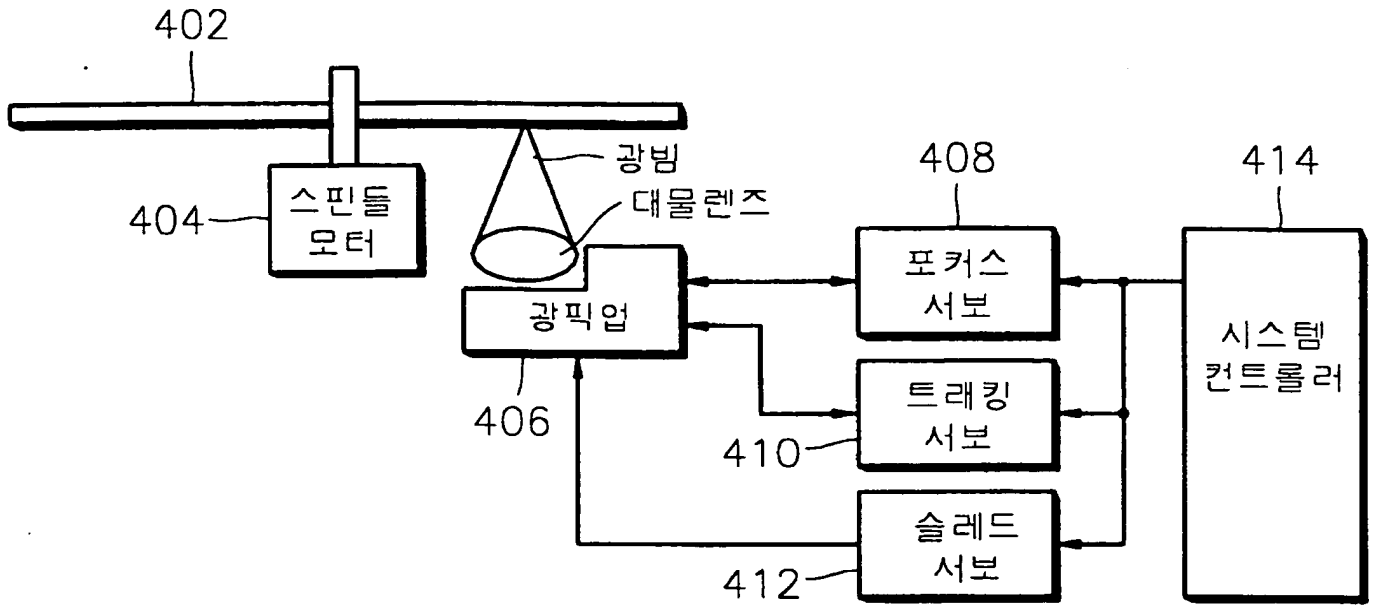 402
광빔
408
414
대물렌즈
404
스핀들
모터
포커스
서보
광픽업
시스템
컨트롤러
406
트래킹
서보
410
슬레드
서보
412